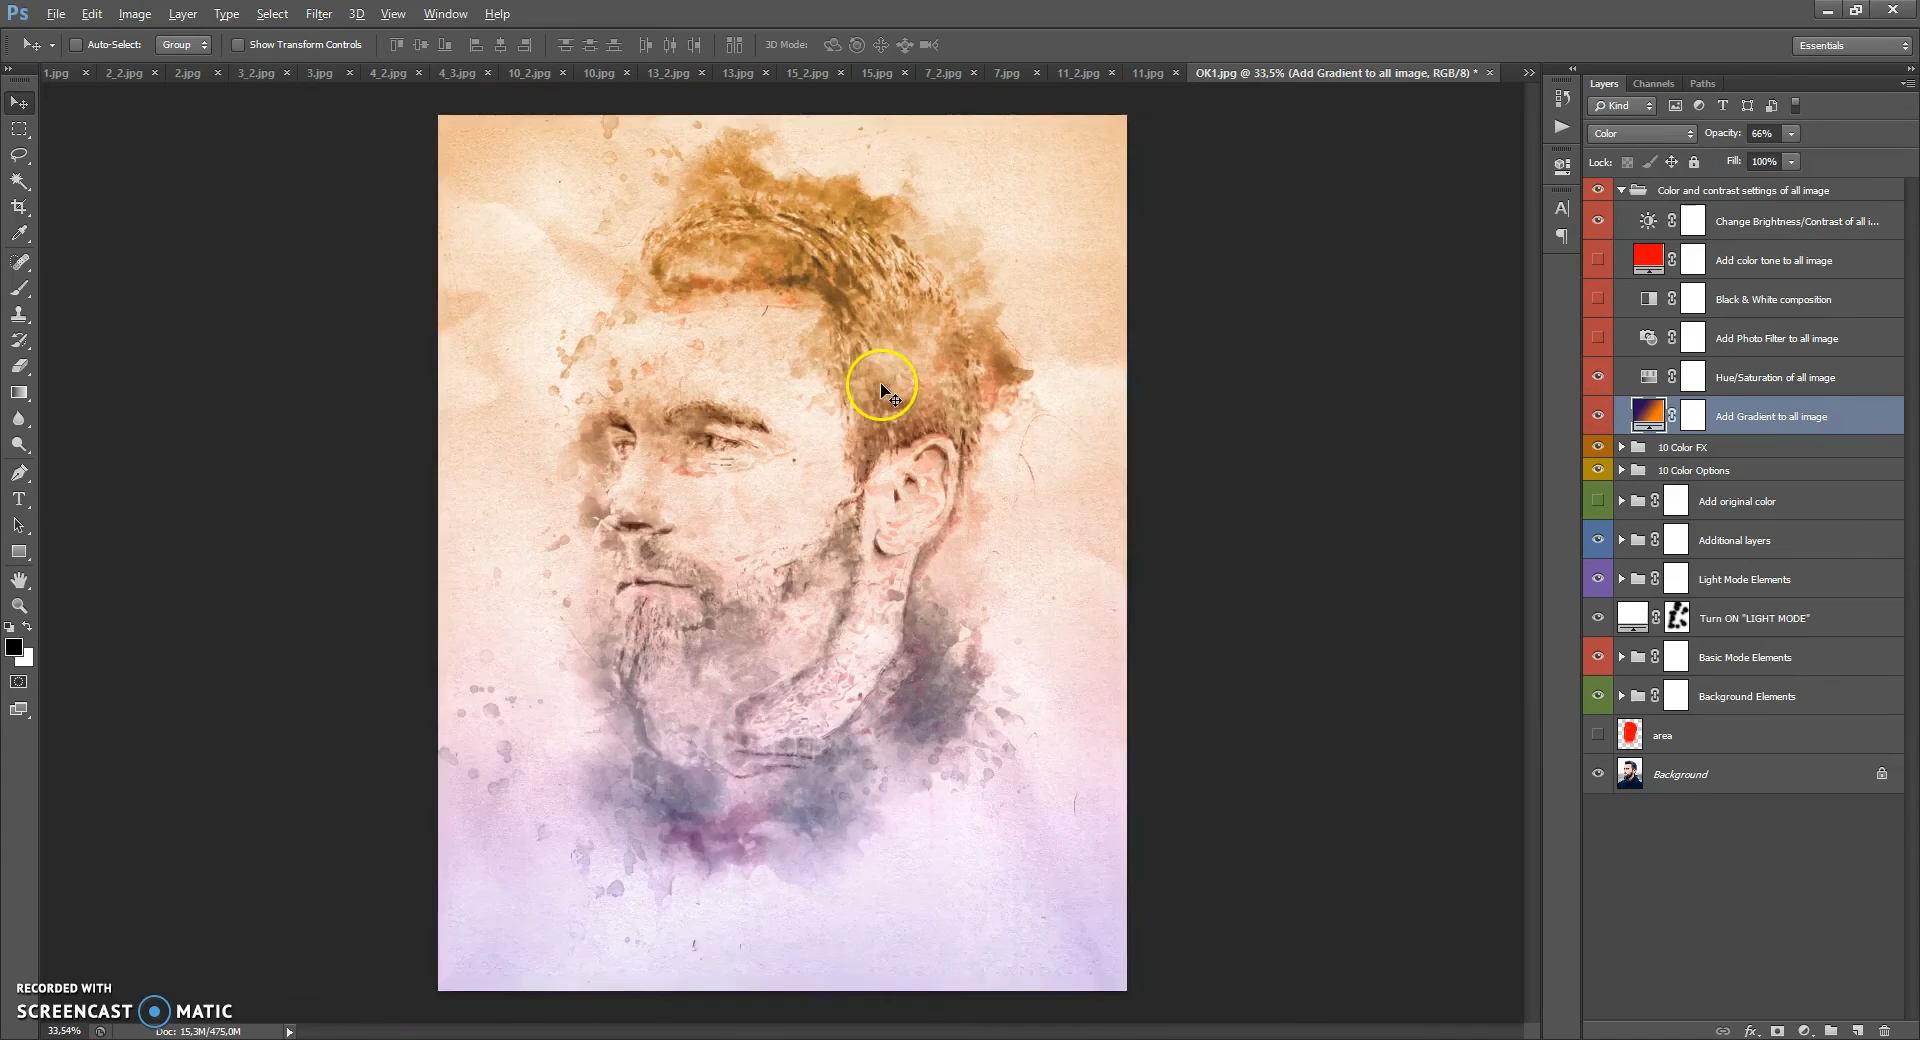 Ps File Edit Image Layer Type Select Filter 3D View Window Help
Auto-Select: Group Show Transform Controls 3D Mode: Essentials
1.jpg × 2_2.jpg × 2.jpg × 3_2.jpg × 3.jpg × 4_2.jpg × 4_3.jpg × 10_2.jpg × 10.jpg × 13_2.jpg × 13.jpg × 15_2.jpg × 15.jpg × 7_2.jpg × 7.jpg × 11_2.jpg × 11.jpg × OK1.jpg @ 33,5% (Add Gradient to all image, RGB/8) * ×
Layers Channels Paths
Kind
Color Opacity: 66%
Lock: Fill: 100%
Color and contrast settings of all image
Change Brightness/Contrast of all i...
Add color tone to all image
Black & White composition
Add Photo Filter to all image
Hue/Saturation of all image
Add Gradient to all image
10 Color FX
10 Color Options
Add original color
Additional layers
Light Mode Elements
Turn ON "LIGHT MODE"
Basic Mode Elements
Background Elements
area
Background
RECORDED WITH
SCREENCAST MATIC
33,54% Doc: 15,3M/475,0M